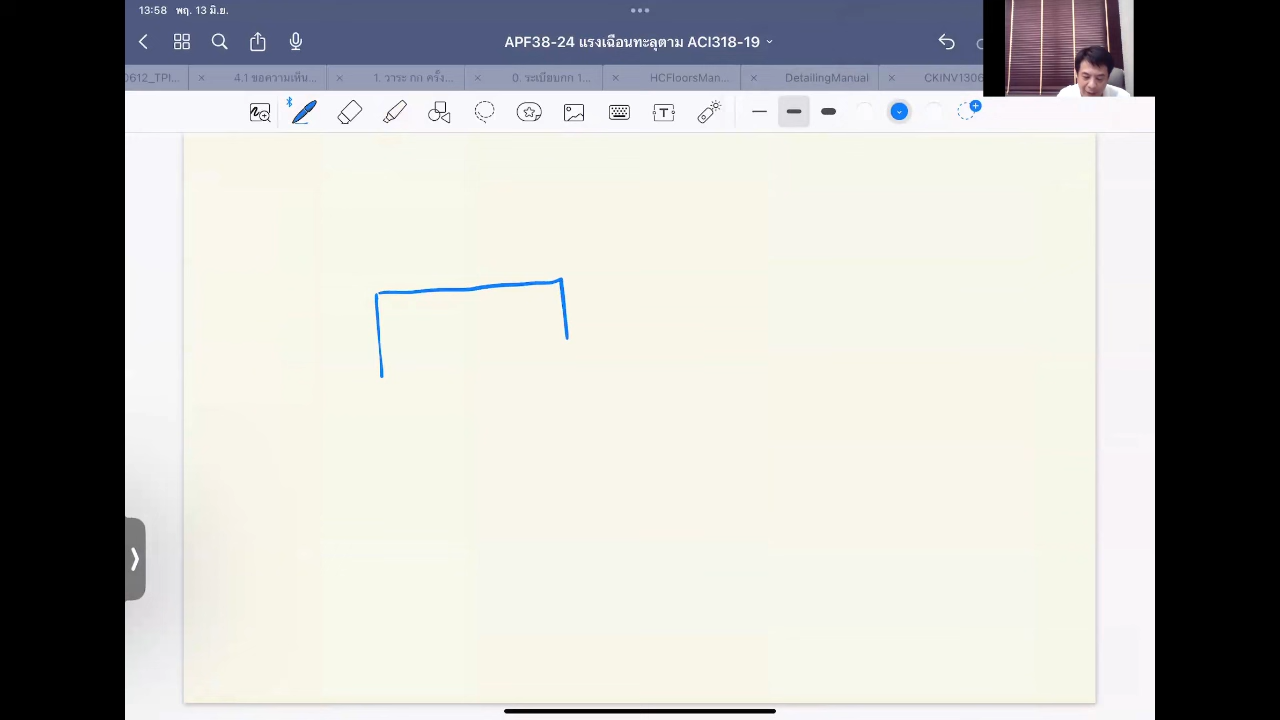 13:58 พฤ. 13 มิ.ย.
APF38-24 แรงเฉือนทะลุตาม ACI318-19
0612_TPI... × 4.1 ขอความเห็น... × 1. วาระ กก ครั้ง... × 0. ระเบียบกก 1... × HCFloorsMan... × DetailingManual × CKINV1306
T